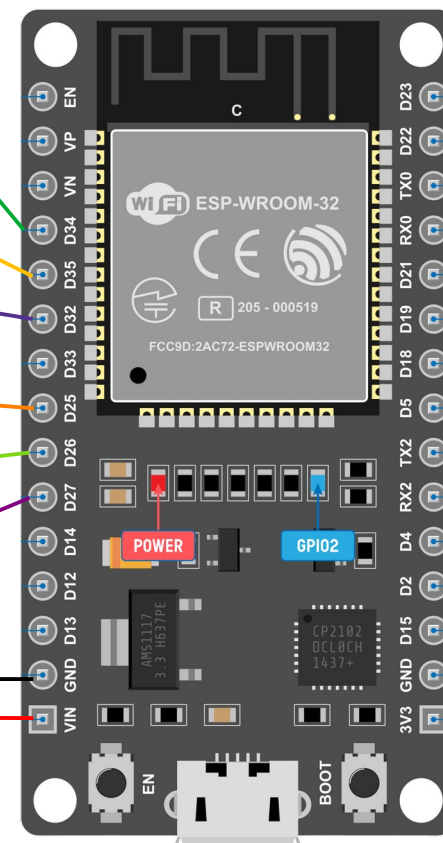 C
WiFi ESP-WROOM-32
CE
R 205 - 000519
FCC9D:2AC72-ESPWROOM32
EN
VP
VN
D34
D35
D32
D33
D25
D26
D27
D14
D12
D13
GND
VIN
D23
D22
TX0
RX0
D21
D19
D18
D5
TX2
RX2
D4
D2
D15
GND
3V3
POWER
GPIO2
AMS1117
3.3 H637PE
CP2102
DCL0CH
1437+
EN
BOOT